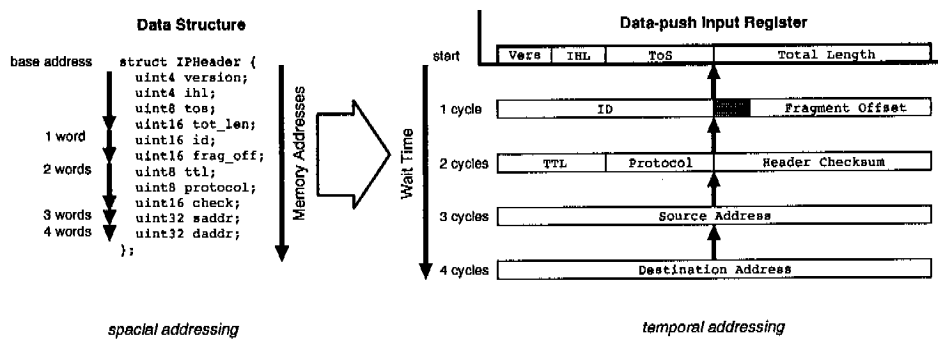 Data Structure
Data-push Input Register
base address
struct IPHeader {
uint4 version;
uint4 ihl;
uint8 tos;
uint16 tot_len;
uint16 id;
uint16 frag_off;
uint8 ttl;
uint8 protocol;
uint16 check;
uint32 saddr;
uint32 daddr;
};
1 word
2 words
3 words
4 words
Memory Addresses
Wait Time
start
Vers IHL ToS Total Length
1 cycle
ID Fragment Offset
2 cycles
TTL Protocol Header Checksum
3 cycles
Source Address
4 cycles
Destination Address
spacial addressing
temporal addressing